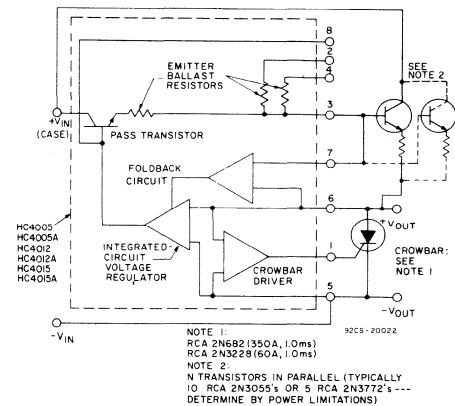 8
2
4
EMITTER
BALLAST
RESISTORS
SEE
NOTE 2
3
+VIN
(CASE)
PASS TRANSISTOR
7
FOLDBACK
CIRCUIT
6
+VOUT
HC4005
HC4005A
HC4012
HC4012A
HC4015
HC4015A
INTEGRATED-
CIRCUIT
VOLTAGE
REGULATOR
CROWBAR
DRIVER
1
CROWBAR:
SEE
NOTE 1
5
-VOUT
-VIN
92CS-20022
NOTE 1:
RCA 2N682 (350A, 1.0ms)
RCA 2N3228 (60A, 1.0ms)
NOTE 2:
N TRANSISTORS IN PARALLEL (TYPICALLY
10 RCA 2N3055's OR 5 RCA 2N3772's ---
DETERMINE BY POWER LIMITATIONS)